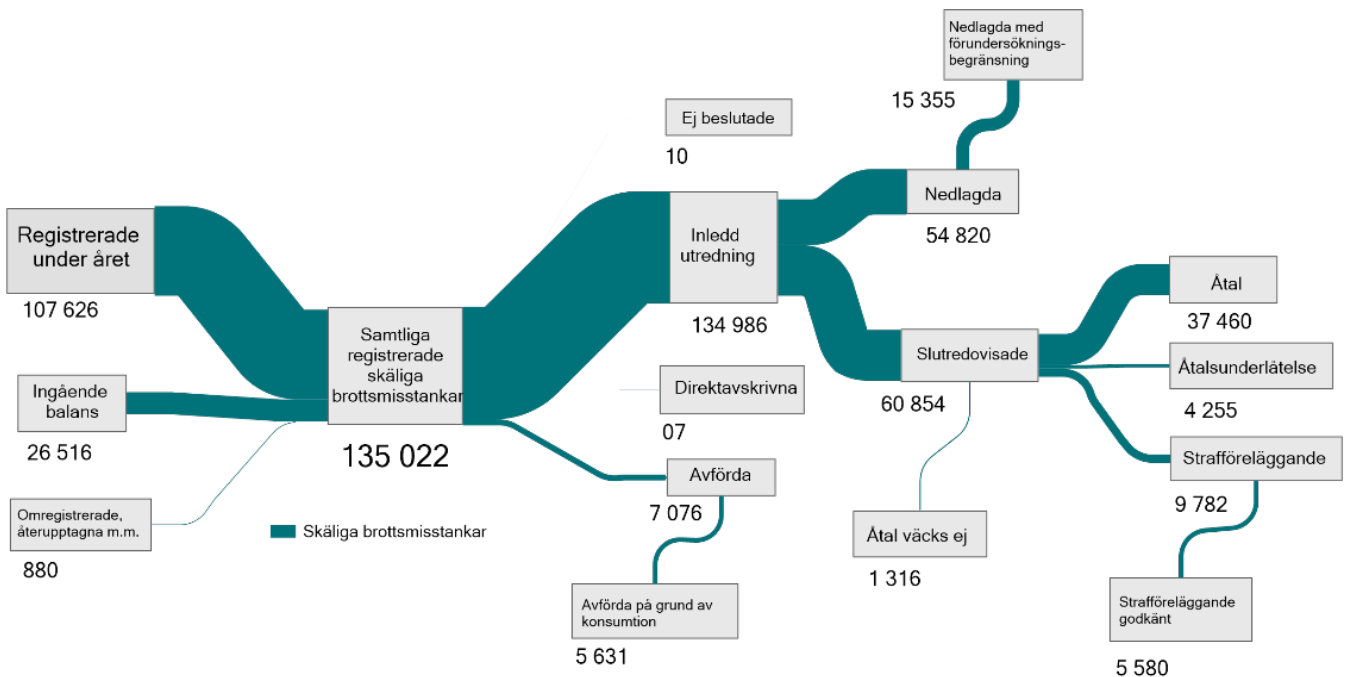 Registrerade
under året
107 626
Ingående
balans
26 516
Omregistrerade,
återupptagna m.m.
880
Samtliga
registrerade
skäliga
brottsmisstankar
135 022
Skäliga brottsmisstankar
Ej beslutade
10
Inledd
utredning
134 986
Direktavskrivna
07
Avförda
7 076
Avförda på grund av
konsumtion
5 631
Nedlagda med
förundersöknings-
begränsning
15 355
Nedlagda
54 820
Slutredovisade
60 854
Åtal väcks ej
1 316
Åtal
37 460
Åtalsunderlåtelse
4 255
Strafföreläggande
9 782
Strafföreläggande
godkänt
5 580